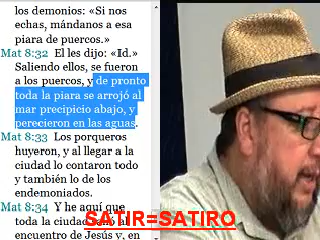 los demonios: «Si nos
echas, mándanos a esa
piara de puercos.»
Mat 8:32 El les dijo: «Id.»
Saliendo ellos, se fueron
a los puercos, y de pronto
toda la piara se arrojó al
mar precipicio abajo, y
perecieron en las aguas.
Mat 8:33 Los porqueros
huyeron, y al llegar a la
ciudad lo contaron todo
y también lo de los
endemoniados.
Mat 8:34 Y he aquí que
toda la ciudad salió al
encuentro de Jesús y, en
SATIR=SATIRO